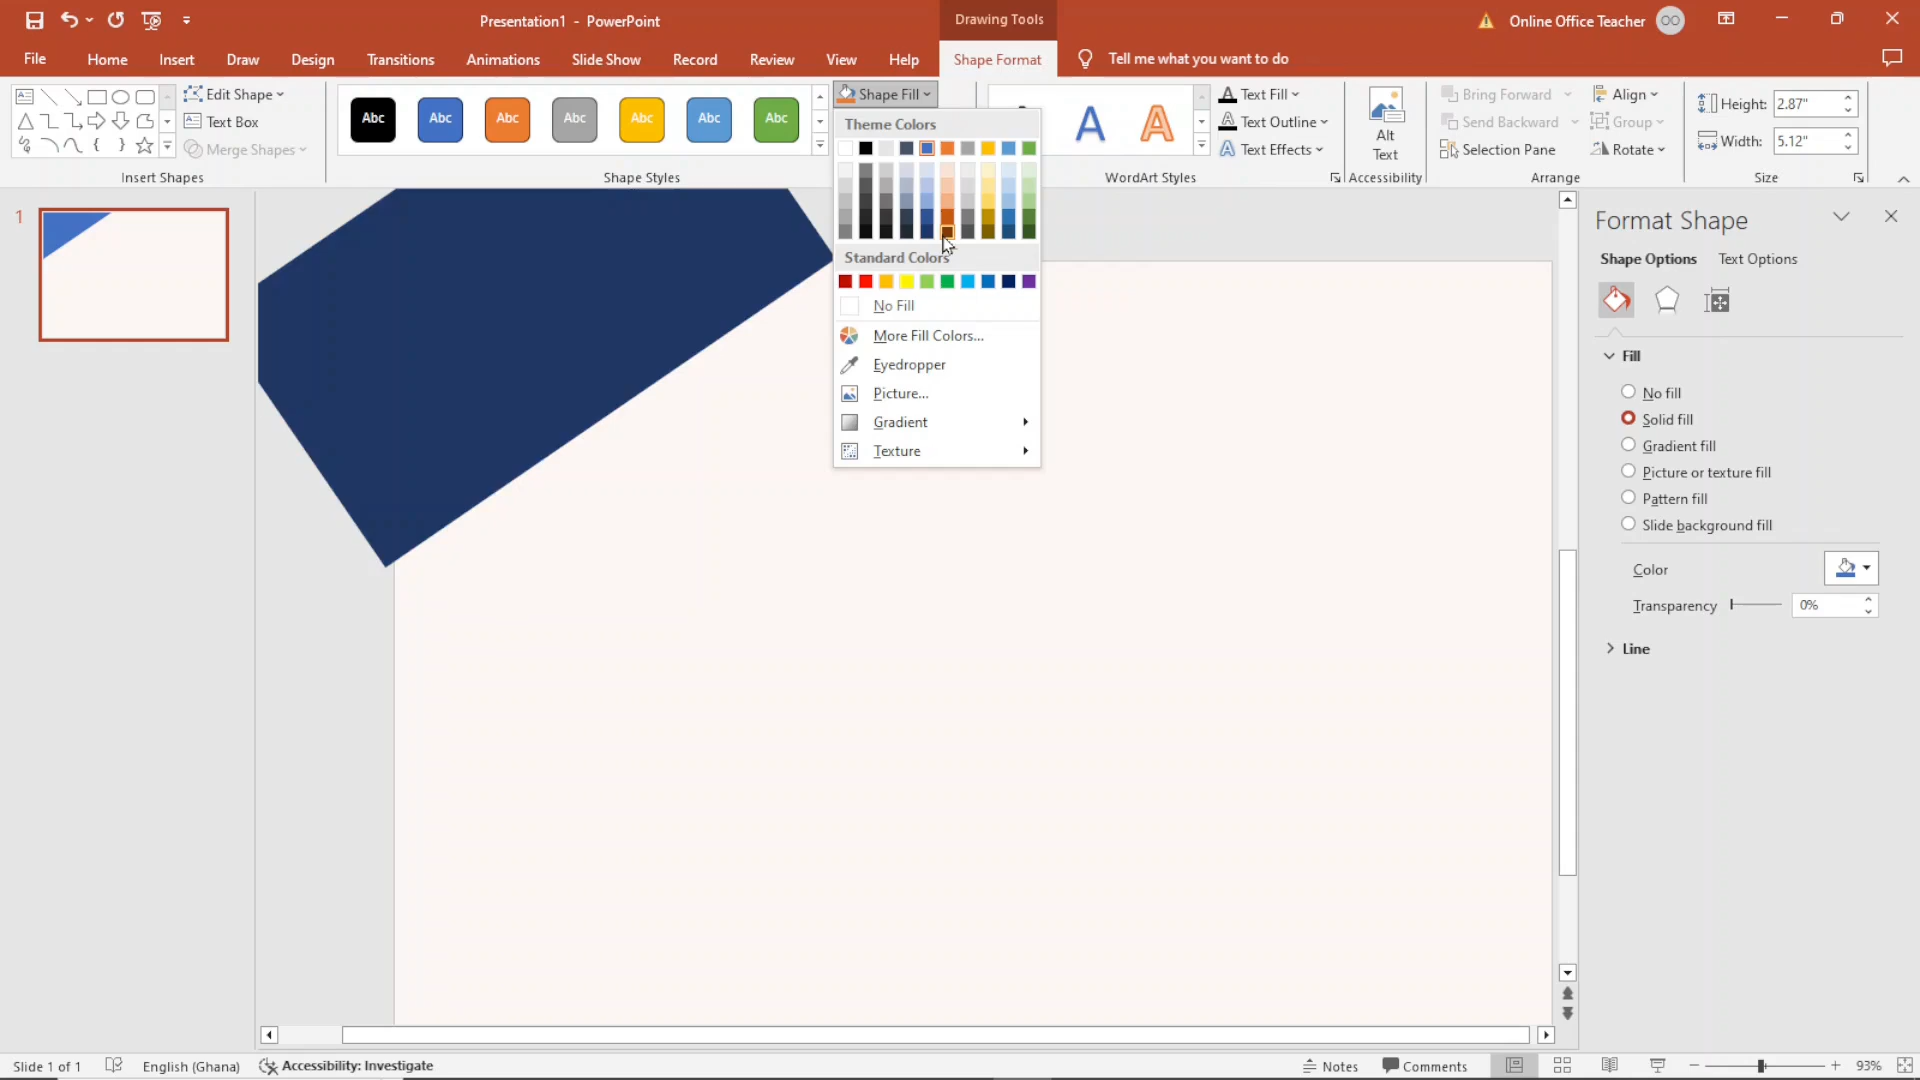 Presentation1 - PowerPoint
Drawing Tools
Online Office Teacher
OO
File
Home
Insert
Draw
Design
Transitions
Animations
Slide Show
Record
Review
View
Help
Shape Format
Tell me what you want to do
Edit Shape
Text Box
Merge Shapes
Insert Shapes
Abc
Abc
Abc
Abc
Abc
Abc
Abc
Shape Styles
Shape Fill
Theme Colors
Standard Colors
No Fill
More Fill Colors...
Eyedropper
Picture...
Gradient
Texture
A
A
WordArt Styles
Text Fill
Text Outline
Text Effects
Alt
Text
Accessibility
Bring Forward
Send Backward
Selection Pane
Align
Group
Rotate
Arrange
Height: 2.87"
Width: 5.12"
Size
1
Format Shape
Shape Options
Text Options
Fill
No fill
Solid fill
Gradient fill
Picture or texture fill
Pattern fill
Slide background fill
Color
Transparency
0%
Line
Slide 1 of 1
English (Ghana)
Accessibility: Investigate
Notes
Comments
93%